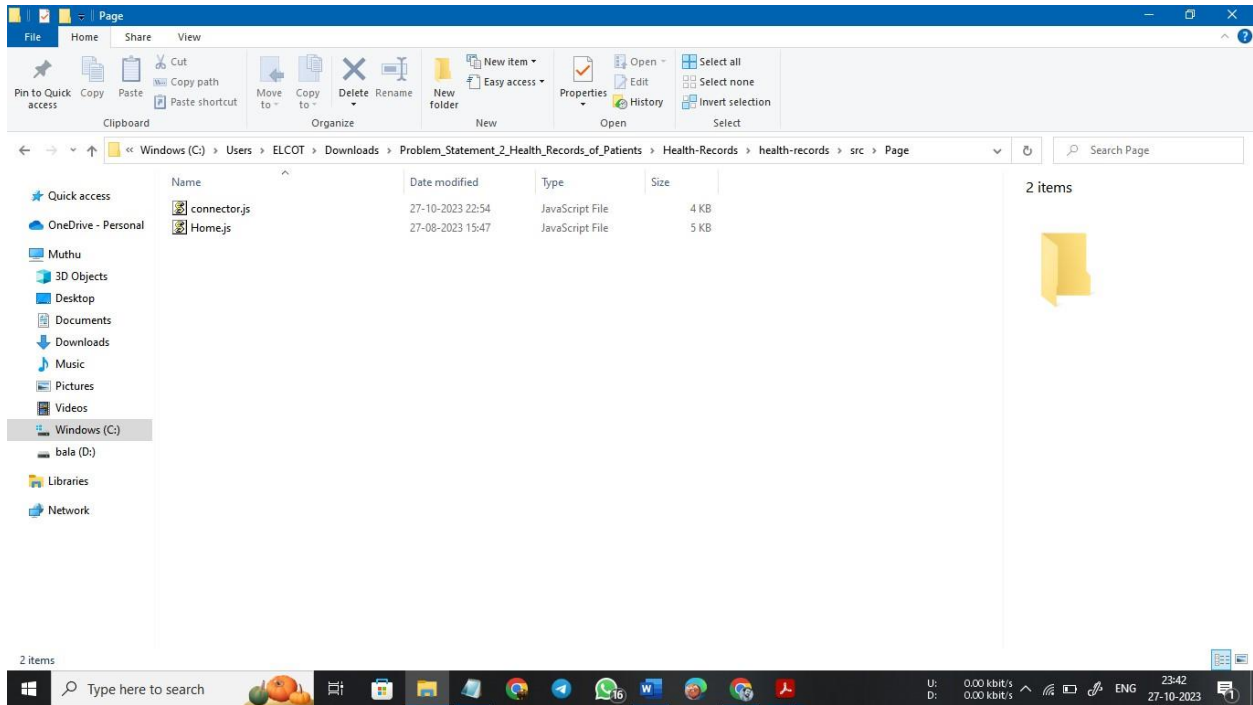 Page
File Home Share View
Pin to Quick access
Copy
Paste
Cut
Copy path
Paste shortcut
Clipboard
Move to
Copy to
Delete
Rename
Organize
New folder
New item
Easy access
New
Properties
Open
Edit
History
Open
Select all
Select none
Invert selection
Select
« Windows (C:) › Users › ELCOT › Downloads › Problem_Statement_2_Health_Records_of_Patients › Health-Records › health-records › src › Page
Search Page
Quick access
OneDrive - Personal
Muthu
3D Objects
Desktop
Documents
Downloads
Music
Pictures
Videos
Windows (C:)
bala (D:)
Libraries
Network
Name Date modified Type Size
connector.js 27-10-2023 22:54 JavaScript File 4 KB
Home.js 27-08-2023 15:47 JavaScript File 5 KB
2 items
2 items
Type here to search
16
U: 0.00 kbit/s
D: 0.00 kbit/s
ENG
23:42
27-10-2023
1